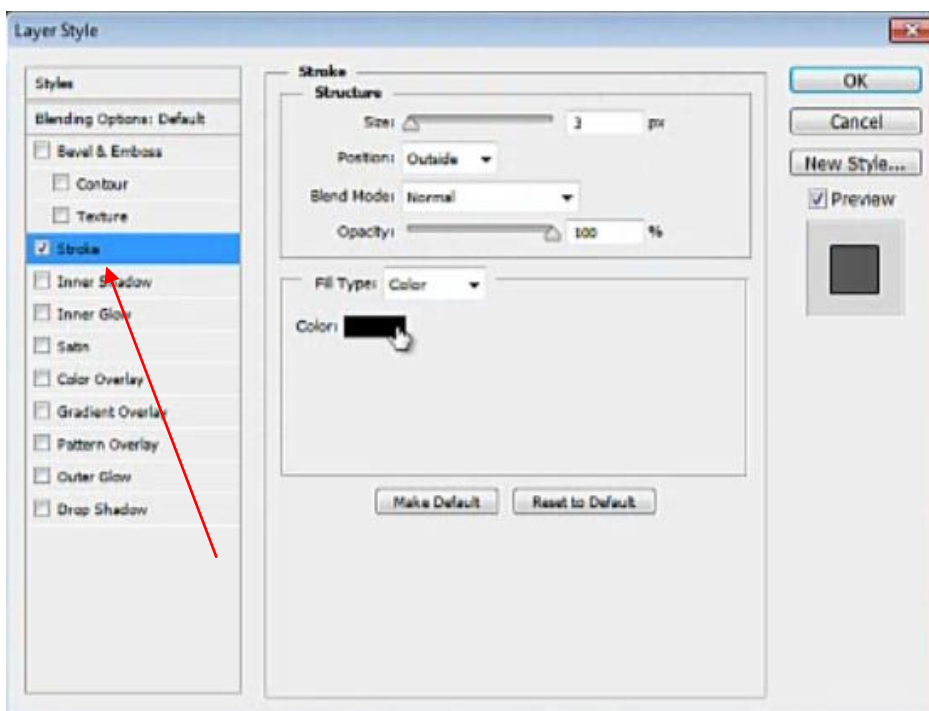 Layer Style
Styles
Blending Options: Default
Bevel & Emboss
Contour
Texture
Stroke
Inner Shadow
Inner Glow
Satin
Color Overlay
Gradient Overlay
Pattern Overlay
Outer Glow
Drop Shadow
Stroke
Structure
Size: 3 px
Position: Outside
Blend Mode: Normal
Opacity: 100 %
Fill Type: Color
Color:
Make Default Reset to Default
OK
Cancel
New Style...
Preview